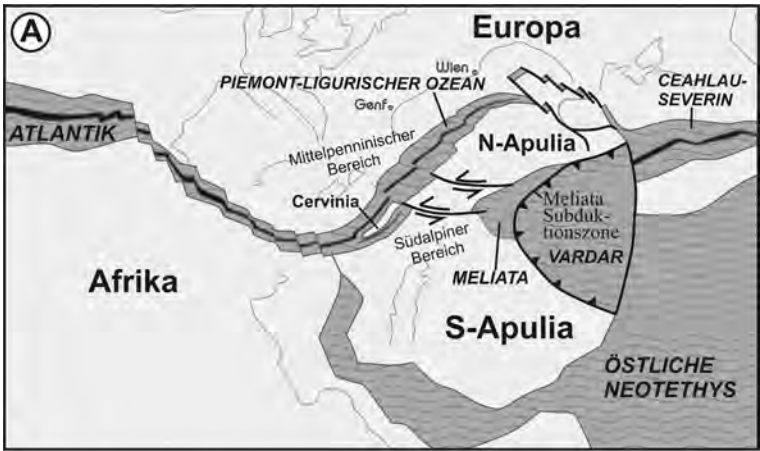 A
Europa
Wien
PIEMONT-LIGURISCHER OZEAN
CEAHLAU-
SEVERIN
Genf
ATLANTIK
N-Apulia
Mittelpenninischer
Bereich
Cervinia
Meliata
Subduk-
tionszone
Südalpiner
Bereich
VARDAR
Afrika
MELIATA
S-Apulia
ÖSTLICHE
NEOTETHYS